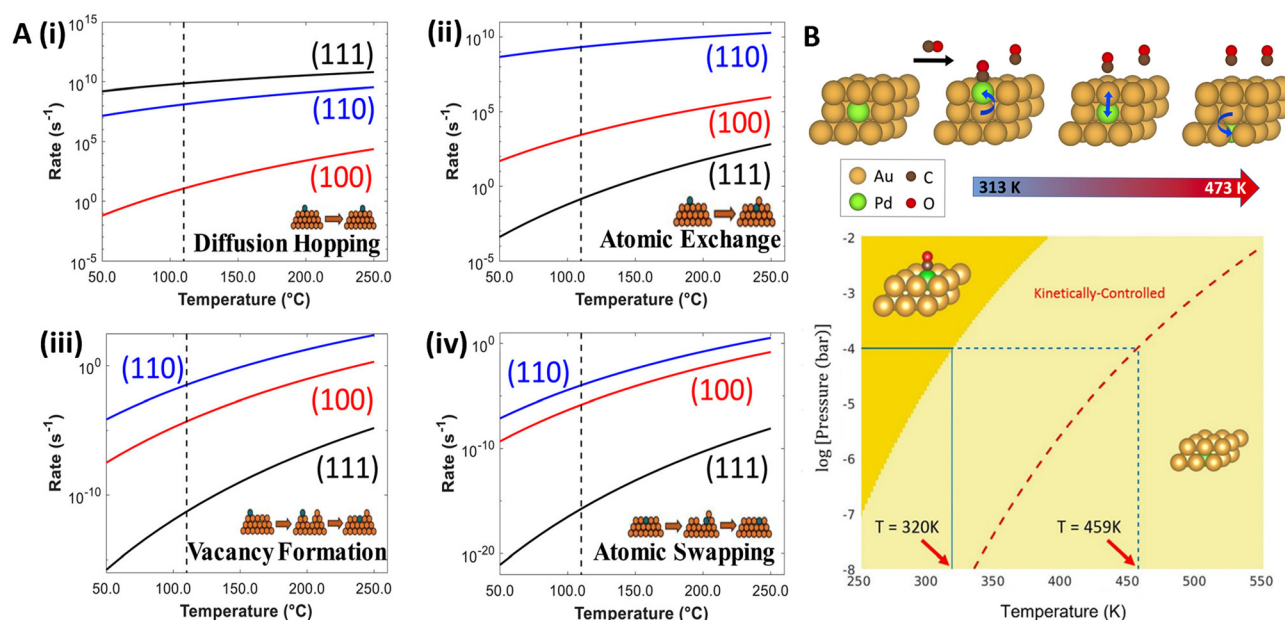 A (i)
10^15
10^10
10^5
10^0
10^-5
Rate (s^-1)
(111)
(110)
(100)
Diffusion Hopping
50.0 100.0 150.0 200.0 250.0
Temperature (°C)
(ii)
10^10
10^5
10^0
10^-5
Rate (s^-1)
(110)
(100)
(111)
Atomic Exchange
50.0 100.0 150.0 200.0 250.0
Temperature (°C)
(iii)
10^0
10^-10
Rate (s^-1)
(110)
(100)
(111)
Vacancy Formation
50.0 100.0 150.0 200.0 250.0
Temperature (°C)
(iv)
10^0
10^-10
10^-20
Rate (s^-1)
(110)
(100)
(111)
Atomic Swapping
50.0 100.0 150.0 200.0 250.0
Temperature (°C)
B
Au C
Pd O
313 K 473 K
-2
-3
-4
-5
-6
-7
-8
log [Pressure (bar)]
Kinetically-Controlled
T = 320K T = 459K
250 300 350 400 450 500 550
Temperature (K)